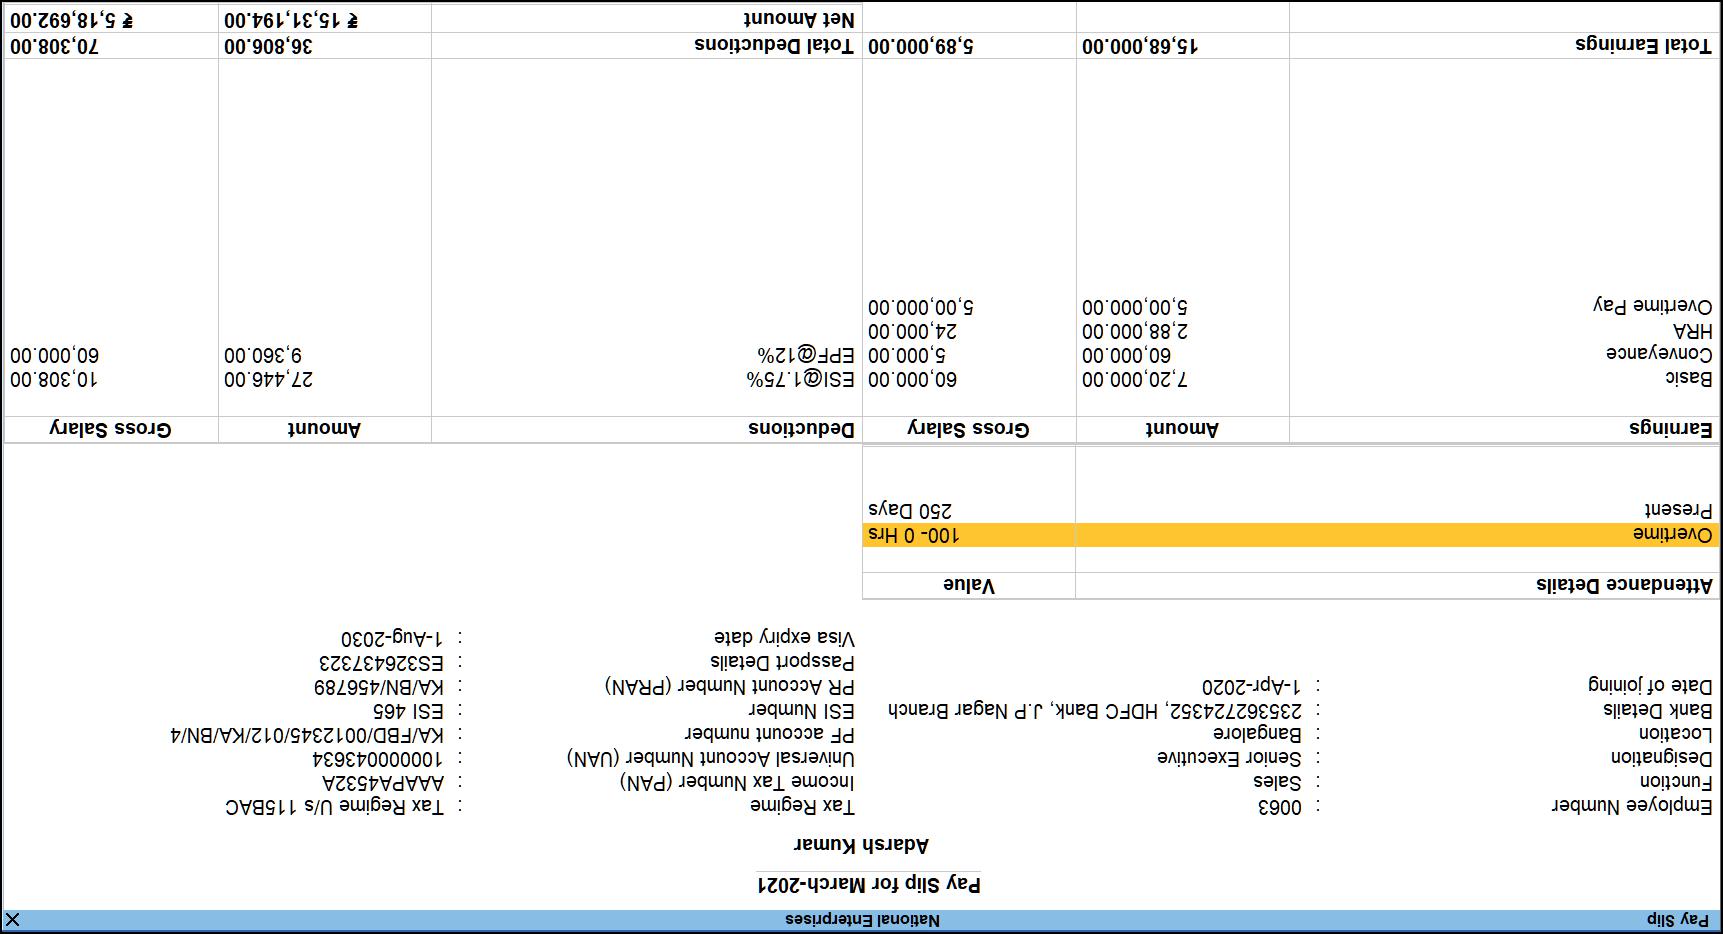 Pay Slip National Enterprises X
Pay Slip for March-2021
Adarsh Kumar
Employee Number : 0063 Tax Regime : Tax Regime U/s 115BAC
Function : Sales Income Tax Number (PAN) : AAAPA4532A
Designation : Senior Executive Universal Account Number (UAN) : 100000043634
Location : Bangalore PF account number : KA/FBD/0012345/012/KA/BN/4
Bank Details : 235362724352, HDFC Bank, J.P Nagar Branch ESI Number : ESI 465
Date of joining : 1-Apr-2020 PR Account Number (PRAN) : KA/BN/456789
Passport Details : ES326437323
Visa expiry date : 1-Aug-2030
Attendance Details Value
Overtime 100- 0 Hrs
Present 250 Days
Earnings Amount Gross Salary Deductions Amount Gross Salary
Basic 7,20,000.00 60,000.00 ESI@1.75% 27,446.00 10,308.00
Conveyance 60,000.00 5,000.00 EPF@12% 9,360.00 60,000.00
HRA 2,88,000.00 24,000.00
Overtime Pay 5,00,000.00 5,00,000.00
Total Earnings 15,68,000.00 5,89,000.00 Total Deductions 36,806.00 70,308.00
Net Amount ₹ 15,31,194.00 ₹ 5,18,692.00